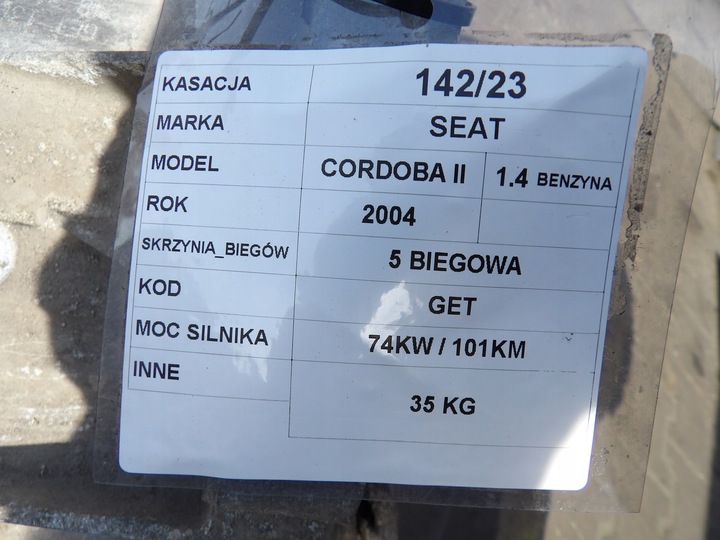 KASACJA 142/23
MARKA SEAT
MODEL CORDOBA II 1.4 BENZYNA
ROK 2004
SKRZYNIA_BIEGÓW 5 BIEGOWA
KOD GET
MOC SILNIKA 74KW / 101KM
INNE 35 KG